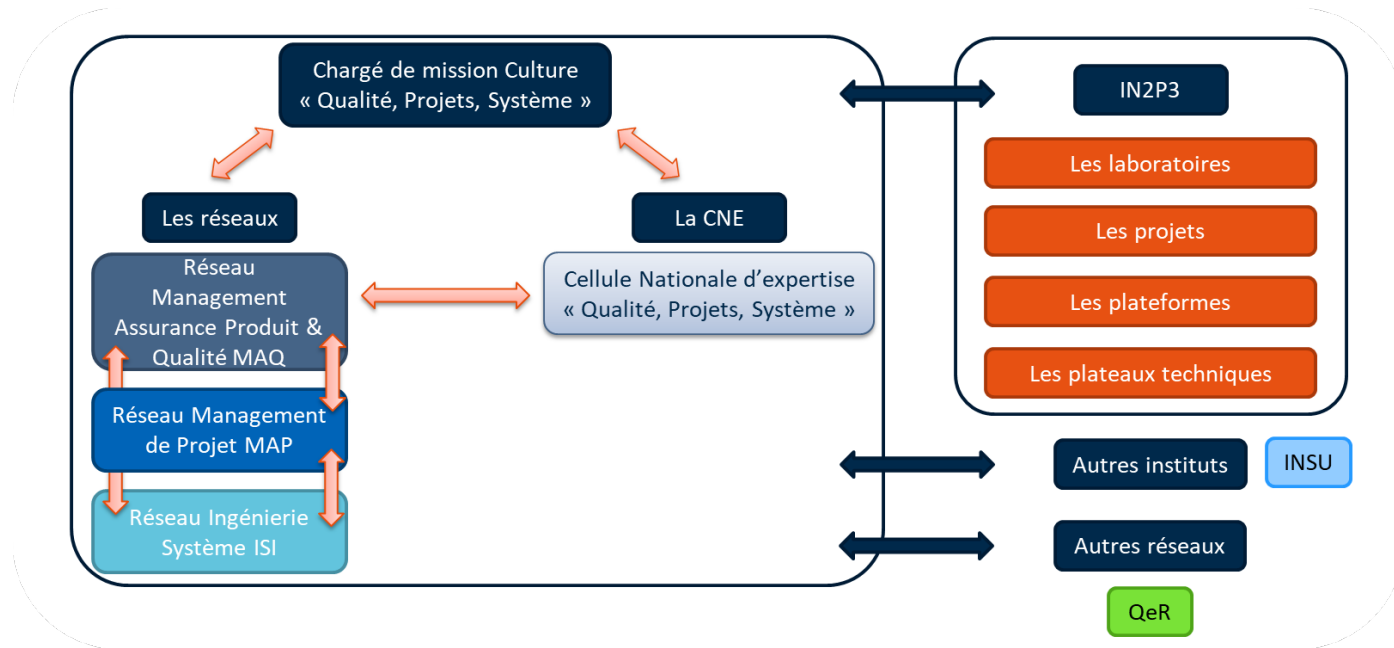 Chargé de mission Culture
« Qualité, Projets, Système »
Les réseaux
La CNE
Réseau
Management
Assurance Produit &
Qualité MAQ
Cellule Nationale d’expertise
« Qualité, Projets, Système »
Réseau Management
de Projet MAP
Réseau Ingénierie
Système ISI
IN2P3
Les laboratoires
Les projets
Les plateformes
Les plateaux techniques
Autres instituts
INSU
Autres réseaux
QeR